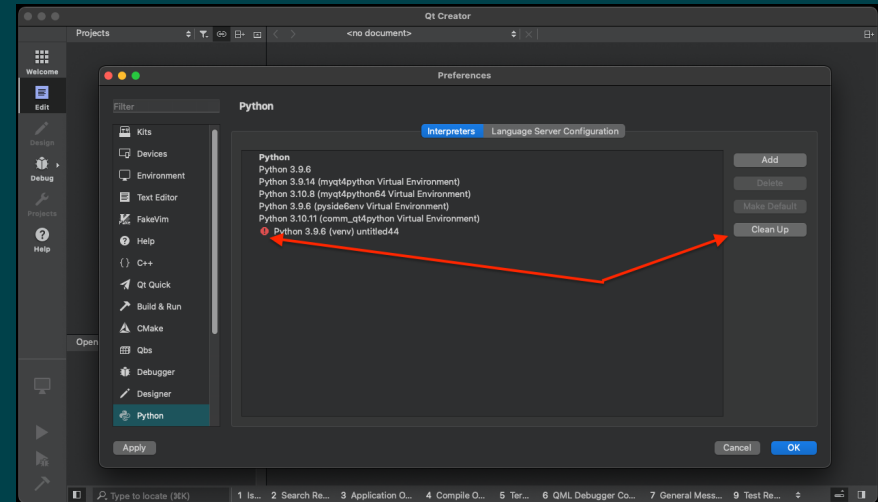 Qt Creator
Projects
<no document>
Welcome
Edit
Design
Debug
Projects
Help
Open
Preferences
Filter
Python
Kits
Devices
Environment
Text Editor
FakeVim
Help
C++
Qt Quick
Build & Run
CMake
Qbs
Debugger
Designer
Python
Interpreters
Language Server Configuration
Python
Python 3.9.6
Python 3.9.14 (myqt4python Virtual Environment)
Python 3.10.8 (myqt4python64 Virtual Environment)
Python 3.9.6 (pyside6env Virtual Environment)
Python 3.10.11 (comm_qt4python Virtual Environment)
Python 3.9.6 (venv) untitled44
Add
Delete
Make Default
Clean Up
Apply
Cancel
OK
Type to locate (⌘K)
1 Is...
2 Search Re...
3 Application O...
4 Compile O...
5 Ter...
6 QML Debugger Co...
7 General Mess...
9 Test Re...